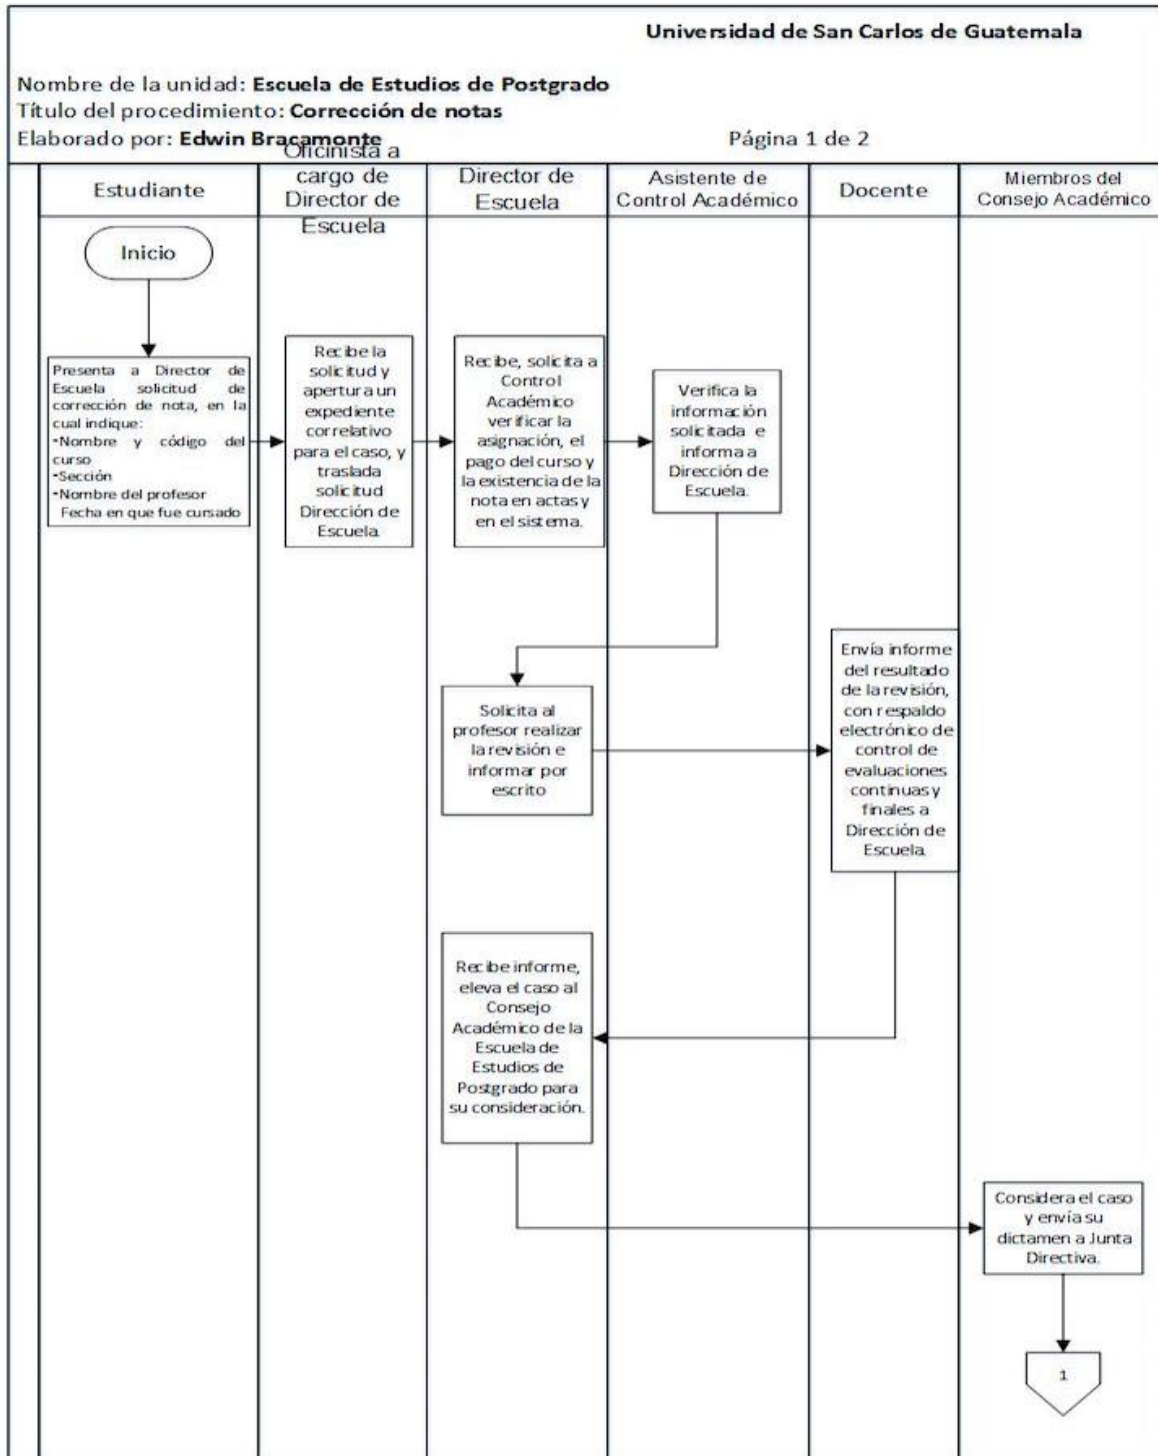 Universidad de San Carlos de Guatemala
Nombre de la unidad: Escuela de Estudios de Postgrado
Título del procedimiento: Corrección de notas
Elaborado por: Edwin Bracamonte
Página 1 de 2
Estudiante
Oficinista a
cargo de
Director de
Escuela
Director de
Escuela
Asistente de
Control Académico
Docente
Miembros del
Consejo Académico
Inicio
Presenta a Director de
Escuela solicitud de
corrección de nota, en la
cual indique:
•Nombre y código del
curso
•Sección
•Nombre del profesor
Fecha en que fue cursado
Recibe la
solicitud y
apertura un
expediente
correlativo
para el caso, y
traslada
solicitud
Dirección de
Escuela.
Recibe, solicita a
Control
Académico
verificar la
asignación, el
pago del curso y
la existencia de la
nota en actas y
en el sistema.
Verifica la
información
solicitada e
informa a
Dirección de
Escuela.
Solicita al
profesor realizar
la revisión e
informar por
escrito
Envía informe
del resultado
de la revisión,
con respaldo
electrónico de
control de
evaluaciones
continuas y
finales a
Dirección de
Escuela.
Recibe informe,
eleva el caso al
Consejo
Académico de la
Escuela de
Estudios de
Postgrado para
su consideración.
Considera el caso
y envía su
dictamen a Junta
Directiva.
1